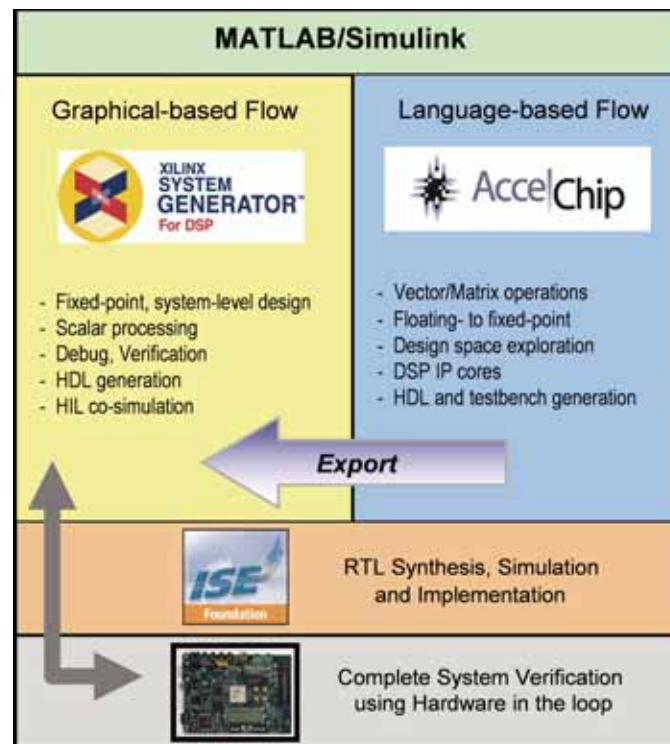 MATLAB/Simulink
Graphical-based Flow
XILINX
SYSTEM
GENERATOR™
For DSP
- Fixed-point, system-level design
- Scalar processing
- Debug, Verification
- HDL generation
- HIL co-simulation
Language-based Flow
Accel|Chip
- Vector/Matrix operations
- Floating- to fixed-point
- Design space exploration
- DSP IP cores
- HDL and testbench generation
Export
ISE
Foundation
RTL Synthesis, Simulation
and Implementation
Complete System Verification
using Hardware in the loop